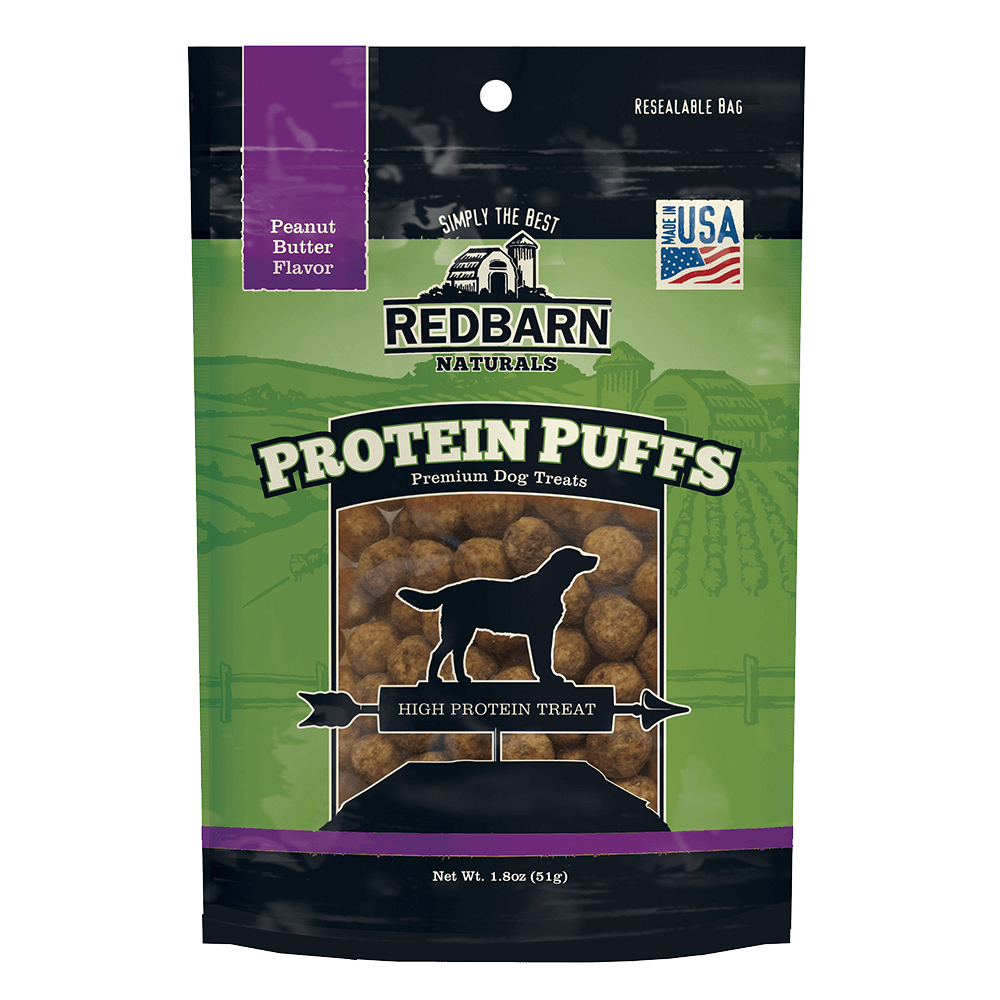 RESEALABLE BAG
Peanut
Butter
Flavor
SIMPLY THE BEST
MADE IN
USA
REDBARN
NATURALS
PROTEIN PUFFS
Premium Dog Treats
HIGH PROTEIN TREAT
Net Wt. 1.8oz (51g)